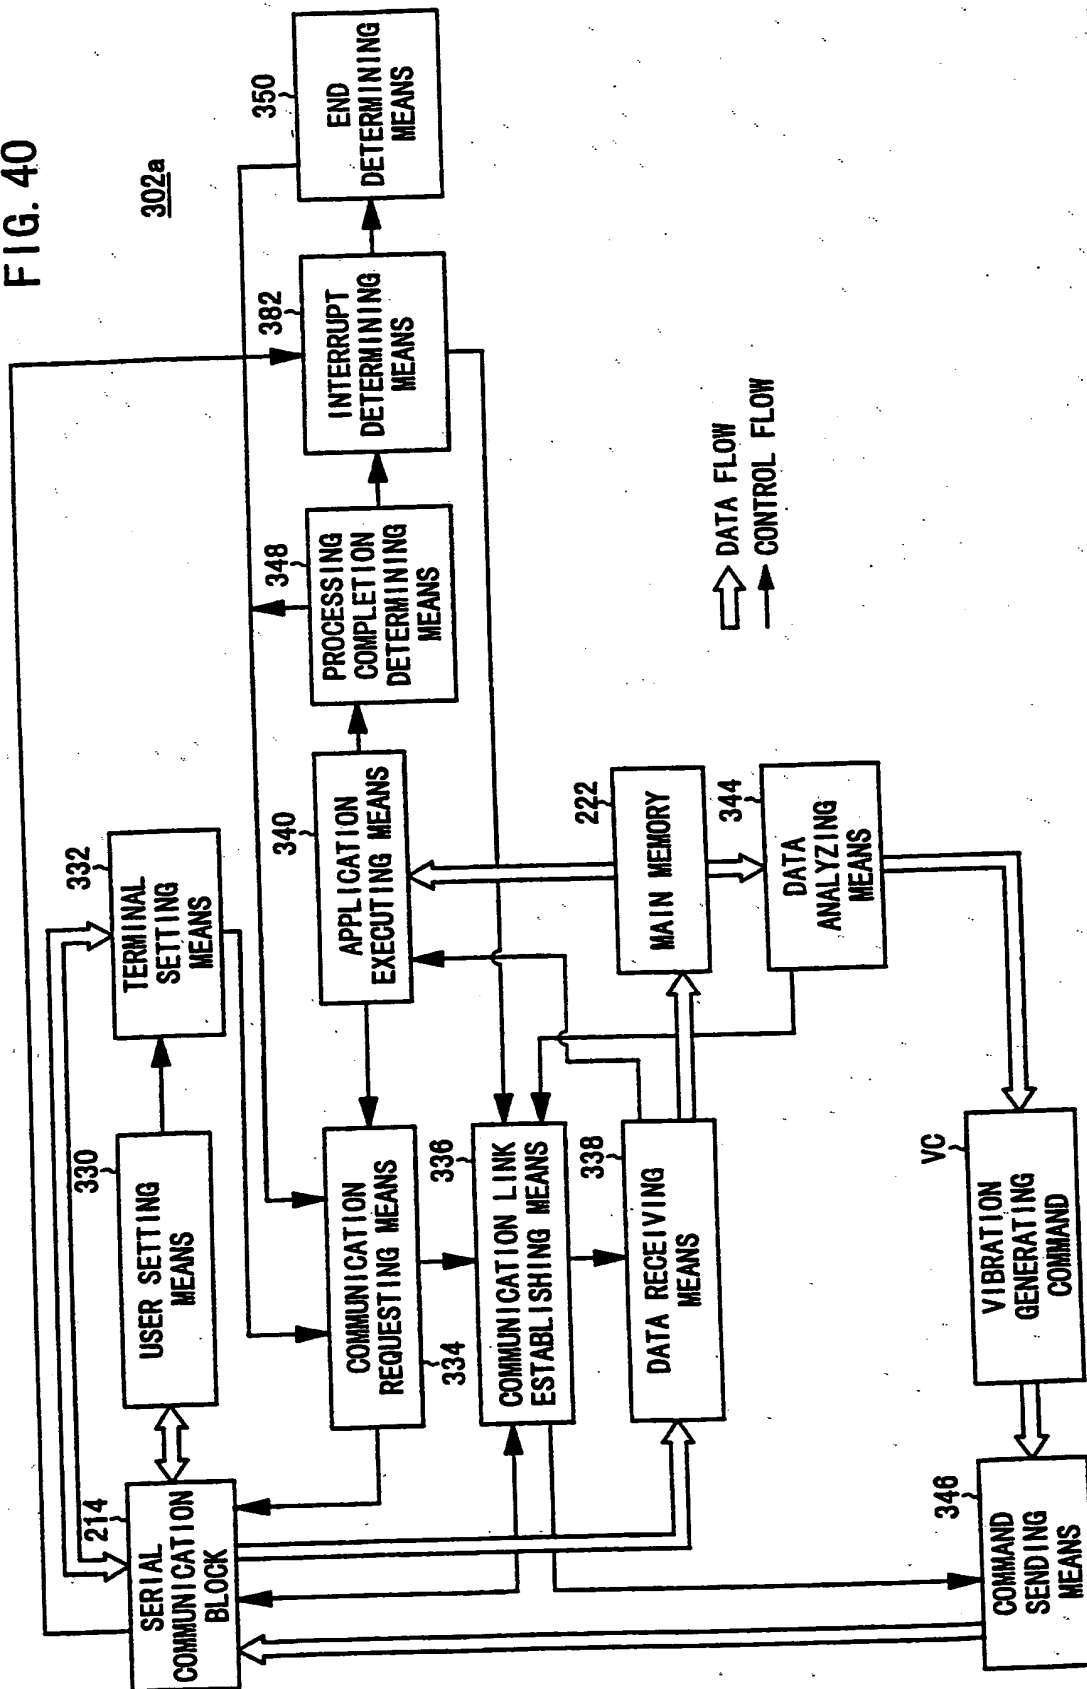 FIG. 40
302a
214
SERIAL
COMMUNICATION
BLOCK
330
USER SETTING
MEANS
332
TERMINAL
SETTING
MEANS
334
COMMUNICATION
REQUESTING MEANS
340
APPLICATION
EXECUTING MEANS
348
PROCESSING
COMPLETION
DETERMINING
MEANS
382
INTERRUPT
DETERMINING
MEANS
350
END
DETERMINING
MEANS
336
COMMUNICATION LINK
ESTABLISHING MEANS
338
DATA RECEIVING
MEANS
222
MAIN MEMORY
344
DATA
ANALYZING
MEANS
DATA FLOW
CONTROL FLOW
346
COMMAND
SENDING
MEANS
VC
VIBRATION
GENERATING
COMMAND